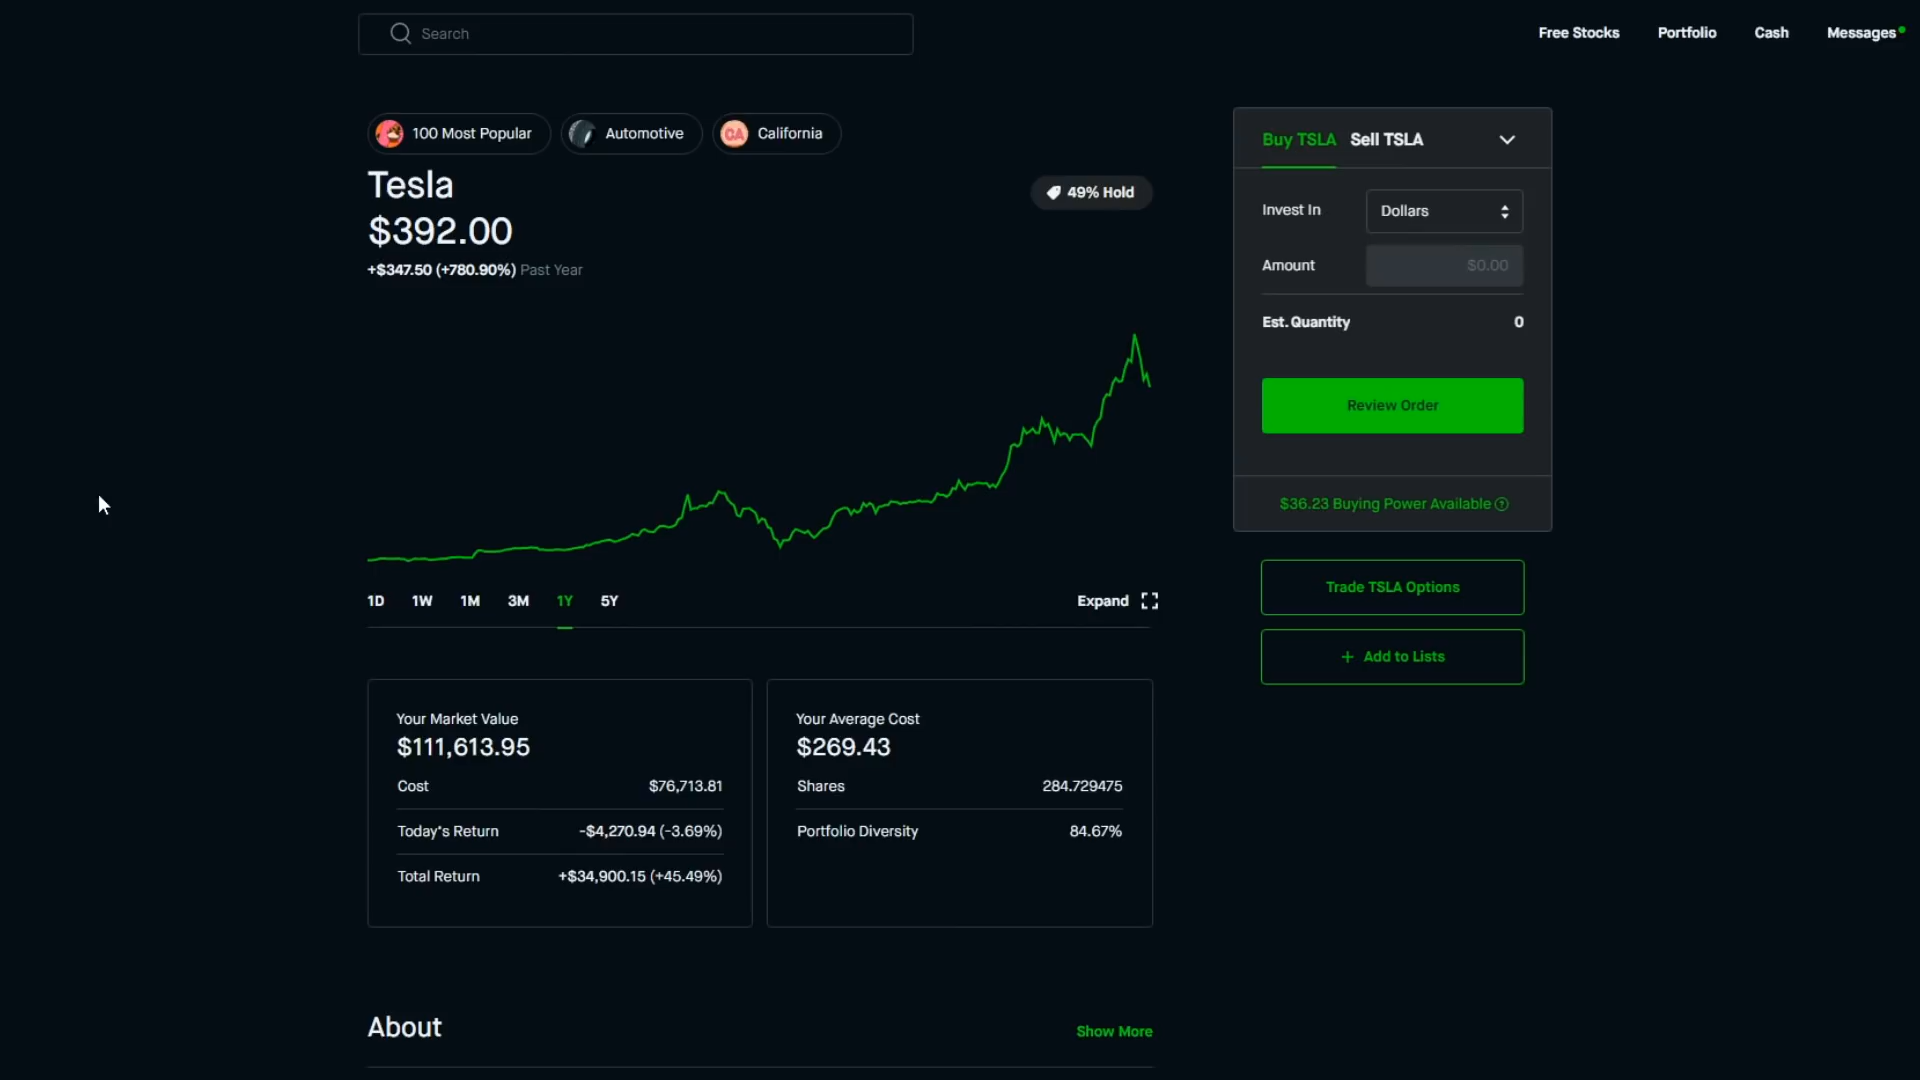 Search
Free Stocks
Portfolio
Cash
Messages
100 Most Popular
Automotive
CA
California
Tesla
$392.00
+$347.50 (+780.90%) Past Year
49% Hold
Buy TSLA
Sell TSLA
Invest In
Dollars
Amount
$0.00
Est. Quantity
0
Review Order
$36.23 Buying Power Available ?
Trade TSLA Options
+ Add to Lists
1D
1W
1M
3M
1Y
5Y
Expand
Your Market Value
$111,613.95
Cost
$76,713.81
Today's Return
-$4,270.94 (-3.69%)
Total Return
+$34,900.15 (+45.49%)
Your Average Cost
$269.43
Shares
284.729475
Portfolio Diversity
84.67%
About
Show More